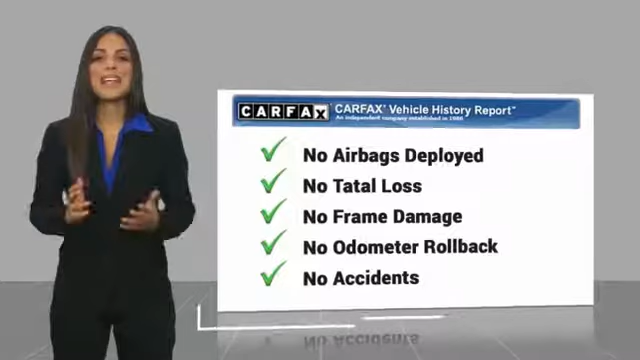 CARFAX CARFAX® Vehicle History Report™
An independent company established in 1986
No Airbags Deployed
No Tatal Loss
No Frame Damage
No Odometer Rollback
No Accidents